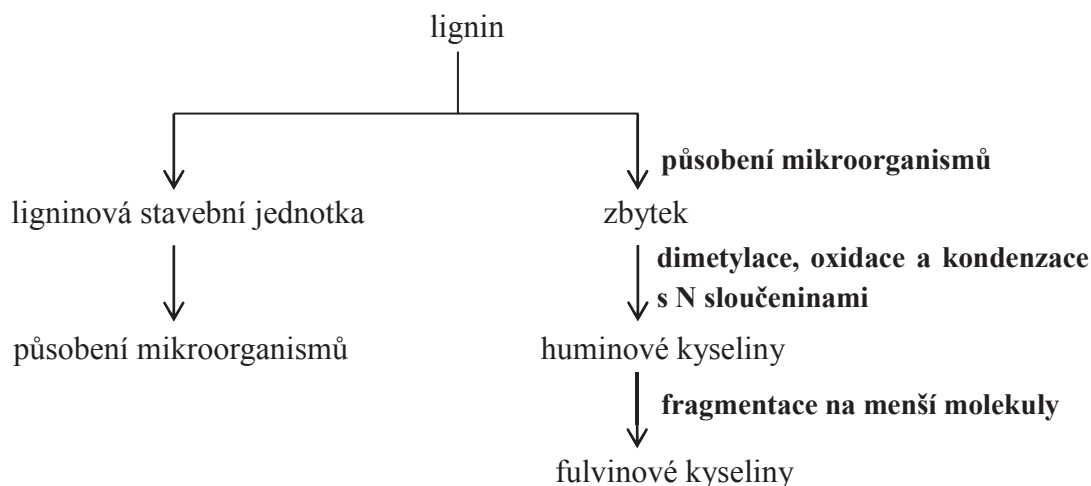 lignin
působení mikroorganismů
ligninová stavební jednotka
zbytek
dimetylace, oxidace a kondenzace
s N sloučeninami
působení mikroorganismů
huminové kyseliny
fragmentace na menší molekuly
fulvinové kyseliny